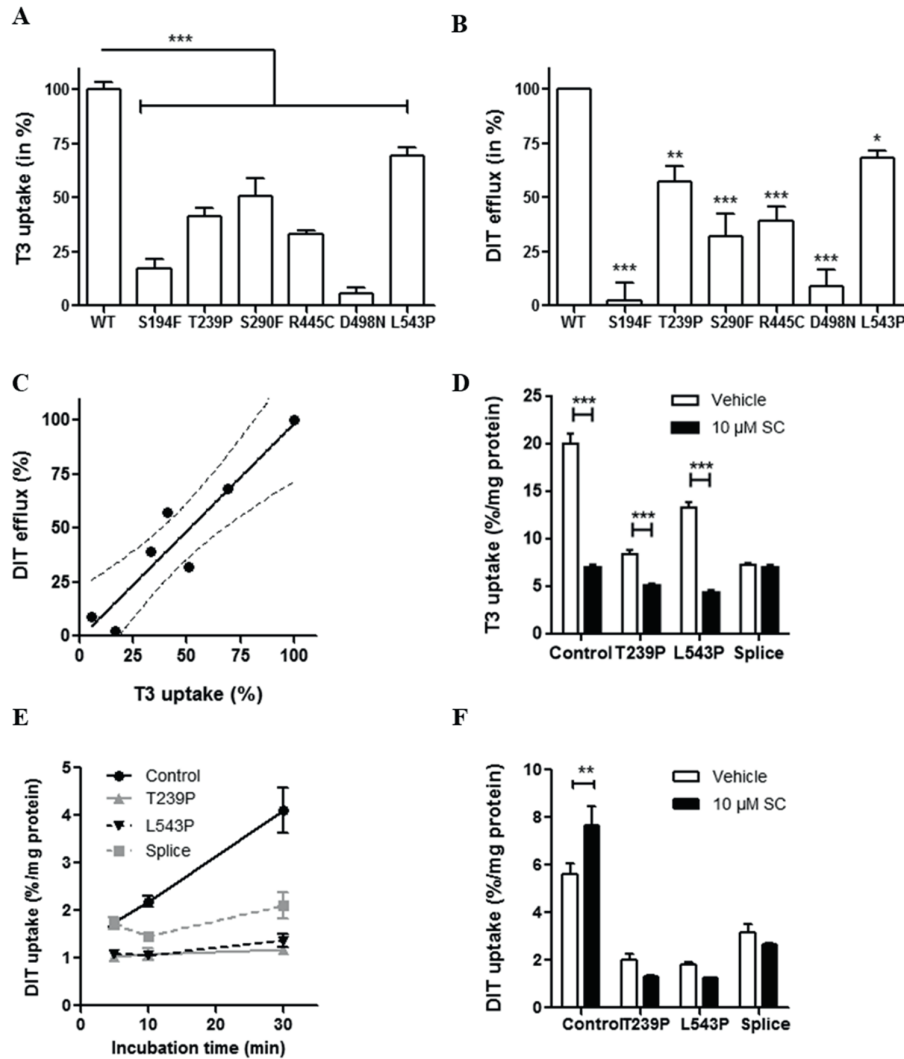 A
***
T3 uptake (in %)
100
75
50
25
0
WT S194F T239P S290F R445C D498N L543P
B
DIT efflux (in %)
100
75
50
25
0
*** ** *** *** *** *
WT S194F T239P S290F R445C D498N L543P
C
DIT efflux (%)
100
75
50
25
0
0 25 50 75 100
T3 uptake (%)
D
T3 uptake (%/mg protein)
25
20
15
10
5
0
Vehicle
10 µM SC
*** *** ***
Control T239P L543P Splice
E
DIT uptake (%/mg protein)
5
4
3
2
1
0
Control
T239P
L543P
Splice
0 10 20 30
Incubation time (min)
F
DIT uptake (%/mg protein)
10
8
6
4
2
0
**
Vehicle
10 µM SC
Control T239P L543P Splice